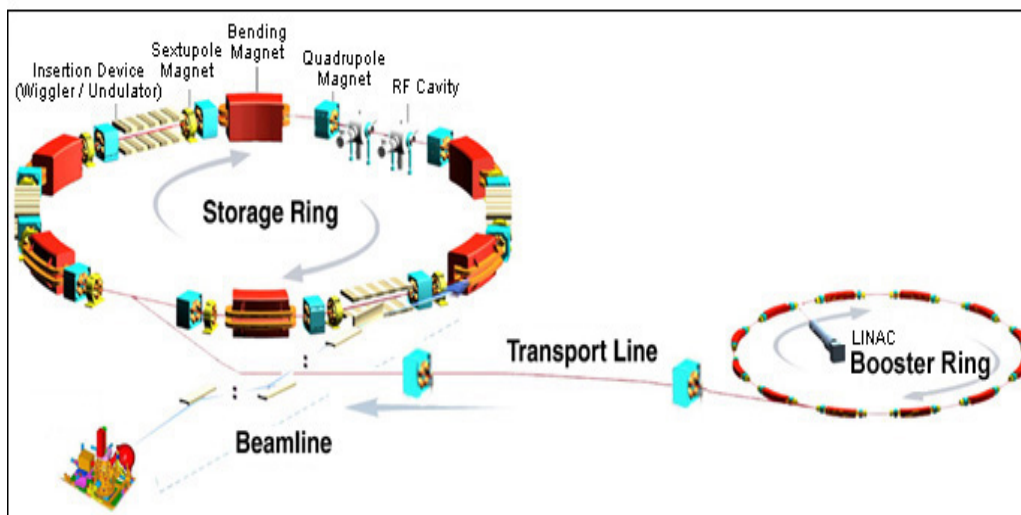 Bending
Magnet
Sextupole
Magnet
Quadrupole
Magnet
Insertion Device
(Wiggler / Undulator)
RF Cavity
Storage Ring
LINAC
Booster Ring
Transport Line
Beamline